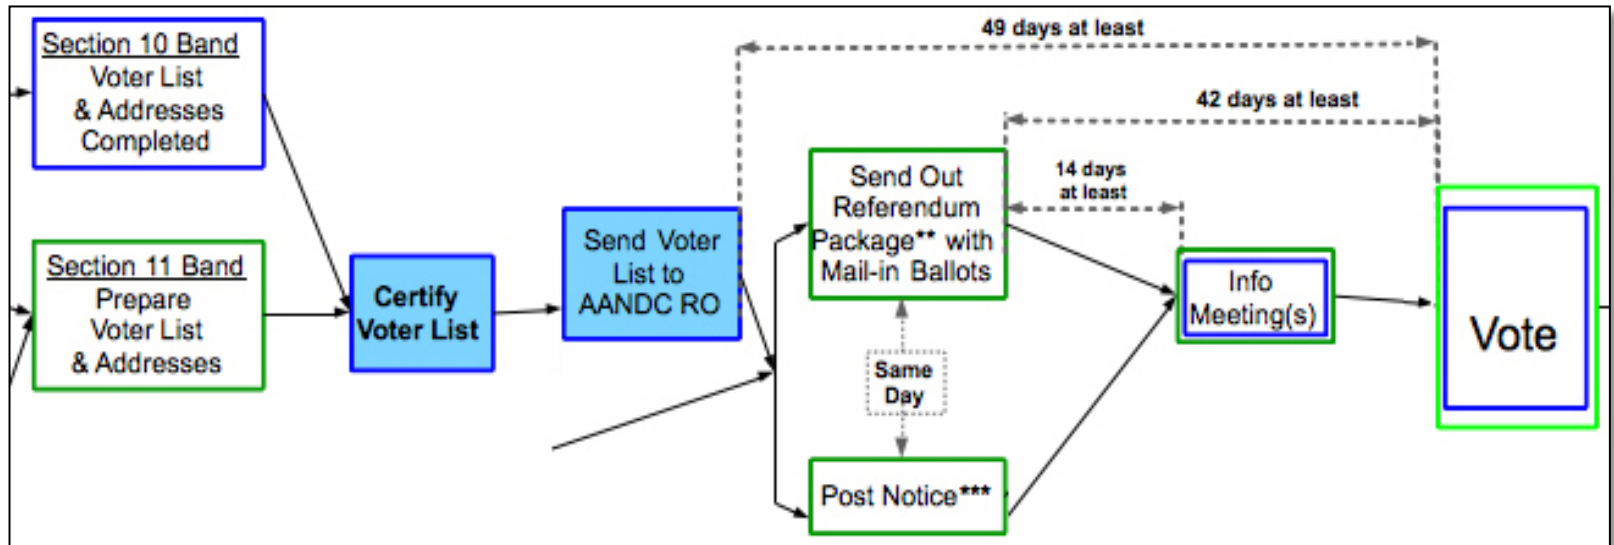 Section 10 Band
Voter List
& Addresses
Completed
Section 11 Band
Prepare
Voter List
& Addresses
Certify
Voter List
Send Voter
List to
AANDC RO
49 days at least
42 days at least
14 days
at least
Send Out
Referendum
Package** with
Mail-in Ballots
Same
Day
Post Notice***
Info
Meeting(s)
Vote